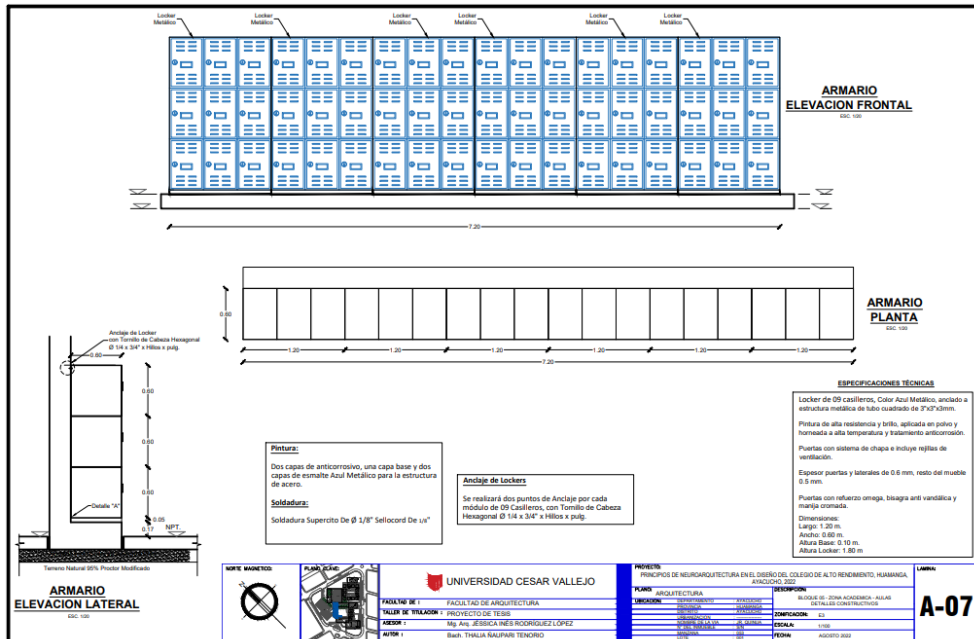 Locker
Metálico
Locker
Metálico
Locker
Metálico
Locker
Metálico
Locker
Metálico
Locker
Metálico
ARMARIO
ELEVACION FRONTAL
ESC. 1/20
7.20
0.60
ARMARIO
PLANTA
ESC. 1/20
1.20
1.20
1.20
1.20
1.20
1.20
7.20
Anclaje de Locker
con Tornillo de Cabeza Hexagonal
Ø 1/4 x 3/4" x Hilos x pulg.
0.60
0.60
0.60
0.60
Detalle "A"
0.05
0.17
NPT.
Terreno Natural 95% Proctor Modificado
ARMARIO
ELEVACION LATERAL
ESC. 1/20
Pintura:
Dos capas de anticorrosivo, una capa base y dos
capas de esmalte Azul Metálico para la estructura
de acero.
Soldadura:
Soldadura Supercito De Ø 1/8" Sellocord De 1/8"
Anclaje de Lockers
Se realizará dos puntos de Anclaje por cada
módulo de 09 Casilleros, con Tornillo de Cabeza
Hexagonal Ø 1/4 x 3/4" x Hilos x pulg.
ESPECIFICACIONES TÉCNICAS
Locker de 09 casilleros, Color Azul Metálico, anclado a
estructura metálica de tubo cuadrado de 3"x3"x3mm.
Pintura de alta resistencia y brillo, aplicada en polvo y
horneada a alta temperatura y tratamiento anticorrosión.
Puertas con sistema de chapa e incluye rejillas de
ventilación.
Espesor puertas y laterales de 0.6 mm, resto del mueble
0.5 mm.
Puertas con refuerzo omega, bisagra anti vandálica y
manija cromada.
Dimensiones:
Largo: 1.20 m.
Ancho: 0.60 m.
Altura Base: 0.10 m.
Altura Locker: 1.80 m
NORTE MAGNETICO:
PLANO CLAVE:
UNIVERSIDAD CESAR VALLEJO
FACULTAD DE : FACULTAD DE ARQUITECTURA
TALLER DE TITULACIÓN : PROYECTO DE TESIS
ASESOR : Mg. Arq. JÉSSICA INÉS RODRÍGUEZ LÓPEZ
AUTOR : Bach. THALIA ÑAUPARI TENORIO
PROYECTO:
PRINCIPIOS DE NEUROARQUITECTURA EN EL DISEÑO DEL COLEGIO DE ALTO RENDIMIENTO, HUAMANGA,
AYACUCHO, 2022
PLANO: ARQUITECTURA
UBICACIÓN: DEPARTAMENTO AYACUCHO
PROVINCIA HUAMANGA
DISTRITO AYACUCHO
DESCRIPCION:
BLOQUE 05 - ZONA ACADEMICA - AULAS
DETALLES CONSTRUCTIVOS
ZONIFICACION: E3
ESCALA: 1/100
FECHA: AGOSTO 2022
LAMINA:
A-07